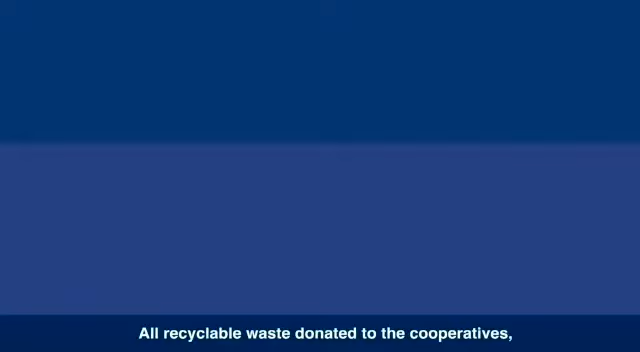 All recyclable waste donated to the cooperatives,